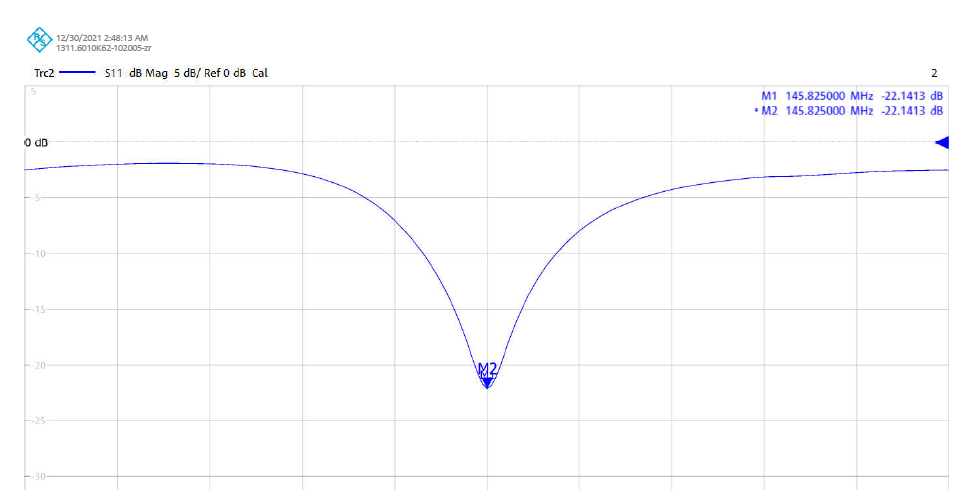 R S
12/30/2021 2:48:13 AM
1311.6010K62-102005-zr
Trc2 S11 dB Mag 5 dB/ Ref 0 dB Cal 2
5
M1 145.825000 MHz -22.1413 dB
• M2 145.825000 MHz -22.1413 dB
0 dB
-5
-10
-15
-20
M2
-25
-30